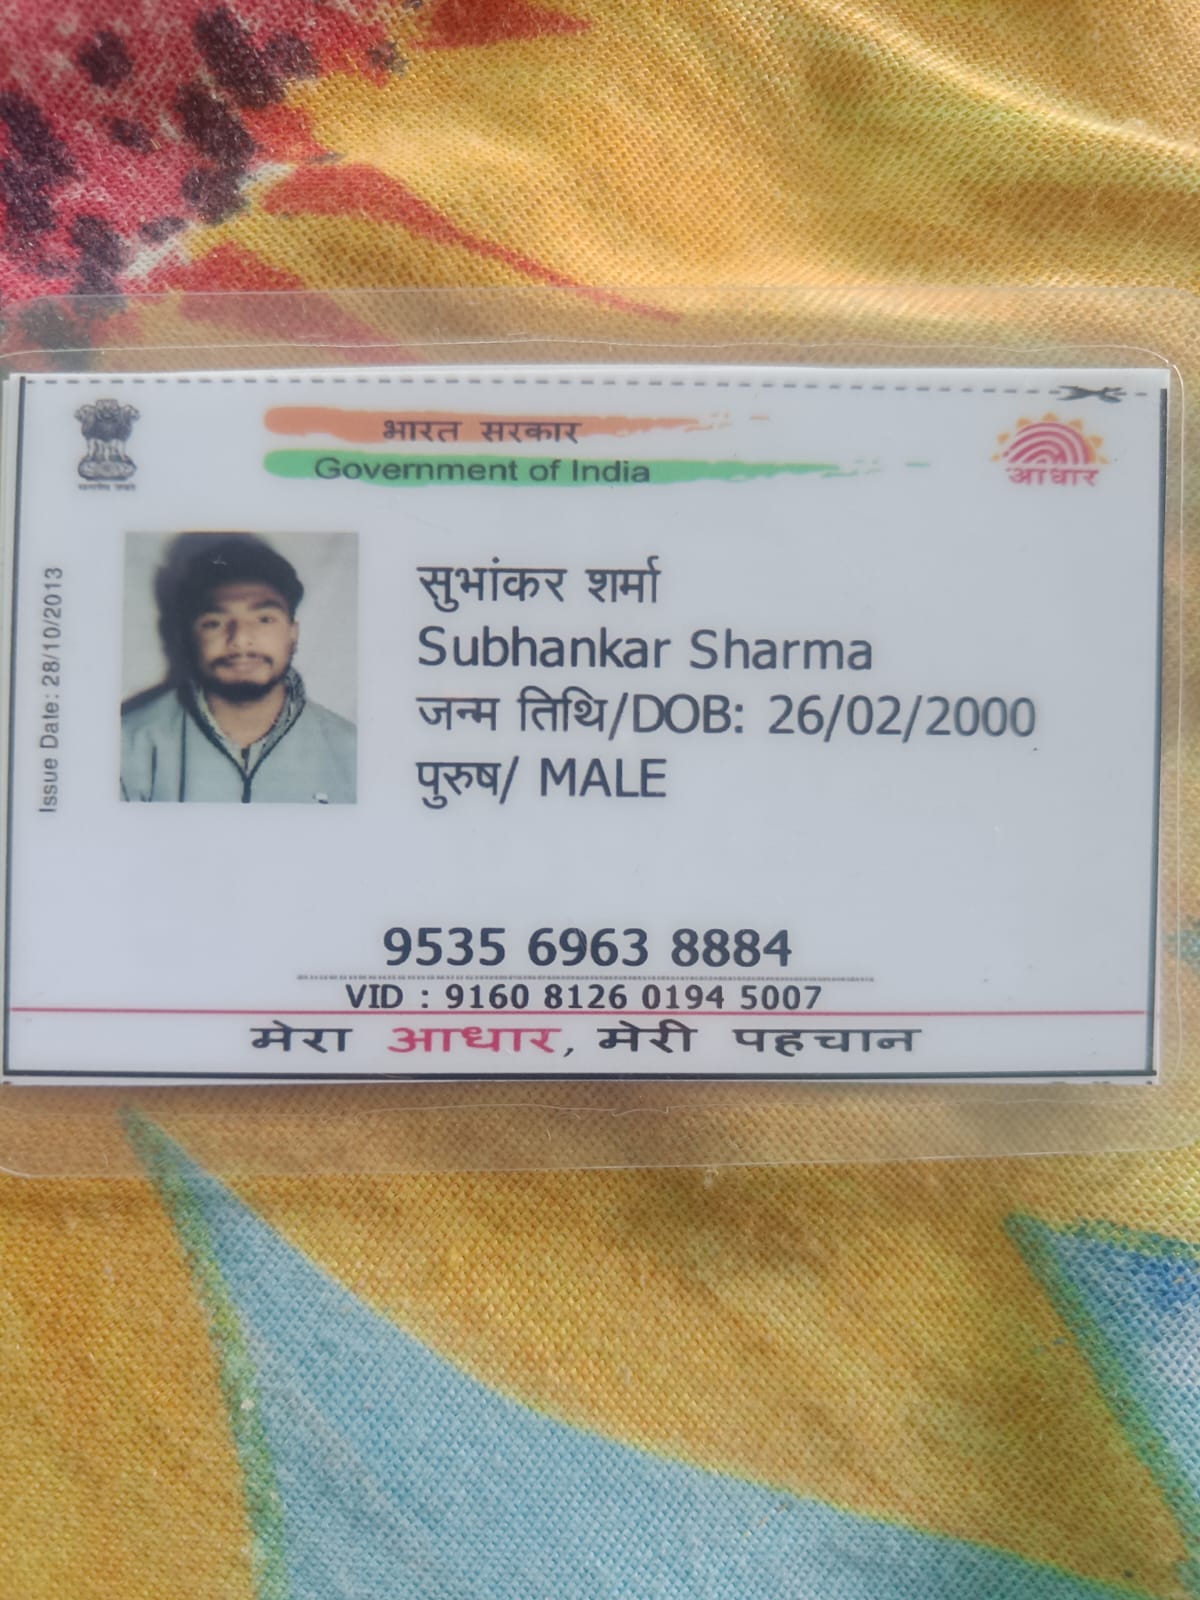 भारत सरकार
Government of India
आधार
Issue Date: 28/10/2013
सुभांकर शर्मा
Subhankar Sharma
जन्म तिथि/DOB: 26/02/2000
पुरुष/ MALE
9535 6963 8884
VID : 9160 8126 0194 5007
मेरा आधार, मेरी पहचान